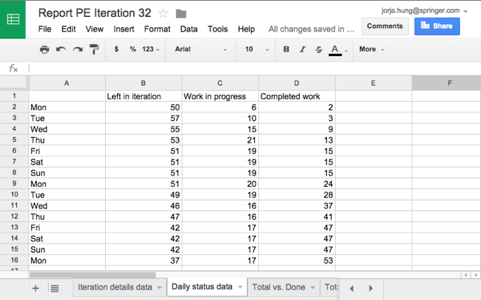 Report PE Iteration 32
jorja.hung@springer.com
File Edit View Insert Format Data Tools Help All changes saved in ...
Comments Share
$ % 123 Arial 10 B I S A More
fx
A B C D E F
1 Left in iteration Work in progress Completed work
2 Mon 50 6 2
3 Tue 57 10 3
4 Wed 55 15 9
5 Thu 53 21 13
6 Fri 51 19 15
7 Sat 51 19 15
8 Sun 51 19 15
9 Mon 51 20 24
10 Tue 49 19 28
11 Wed 46 16 37
12 Thu 47 16 41
13 Fri 42 17 47
14 Sat 42 17 47
15 Sun 42 17 47
16 Mon 37 17 53
Iteration details data Daily status data Total vs. Done Tot